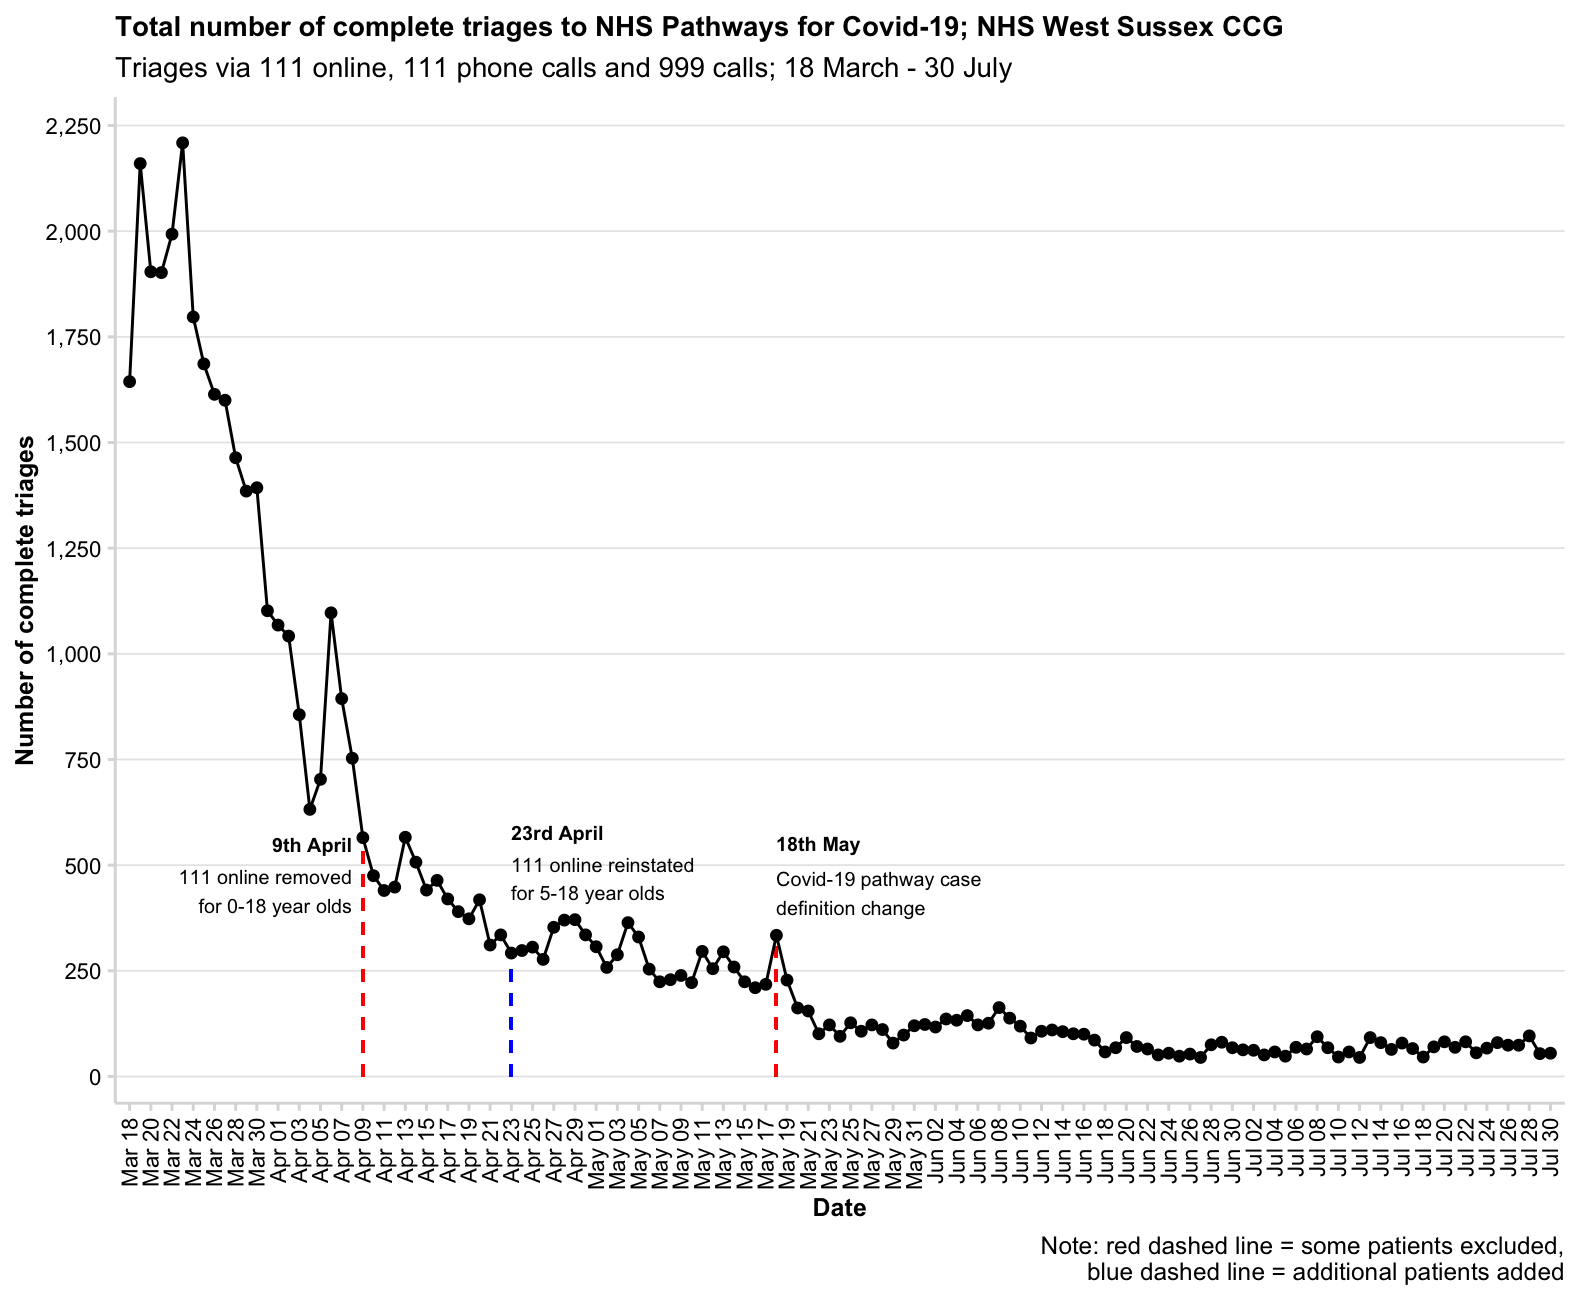 Total number of complete triages to NHS Pathways for Covid-19; NHS West Sussex CCG
Triages via 111 online, 111 phone calls and 999 calls; 18 March - 30 July
Number of complete triages
2,250
2,000
1,750
1,500
1,250
1,000
750
500
250
0
9th April
111 online removed
for 0-18 year olds
23rd April
111 online reinstated
for 5-18 year olds
18th May
Covid-19 pathway case
definition change
Mar 18
Mar 20
Mar 22
Mar 24
Mar 26
Mar 28
Mar 30
Apr 01
Apr 03
Apr 05
Apr 07
Apr 09
Apr 11
Apr 13
Apr 15
Apr 17
Apr 19
Apr 21
Apr 23
Apr 25
Apr 27
Apr 29
May 01
May 03
May 05
May 07
May 09
May 11
May 13
May 15
May 17
May 19
May 21
May 23
May 25
May 27
May 29
May 31
Jun 02
Jun 04
Jun 06
Jun 08
Jun 10
Jun 12
Jun 14
Jun 16
Jun 18
Jun 20
Jun 22
Jun 24
Jun 26
Jun 28
Jun 30
Jul 02
Jul 04
Jul 06
Jul 08
Jul 10
Jul 12
Jul 14
Jul 16
Jul 18
Jul 20
Jul 22
Jul 24
Jul 26
Jul 28
Jul 30
Date
Note: red dashed line = some patients excluded,
blue dashed line = additional patients added